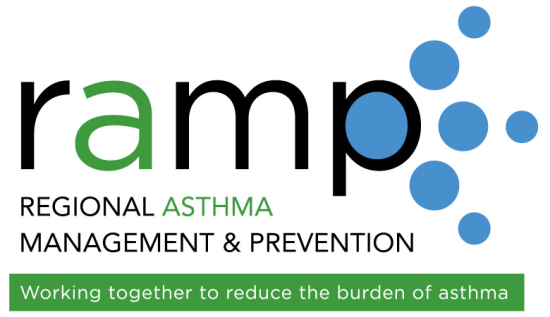 ramp
REGIONAL ASTHMA
MANAGEMENT & PREVENTION
Working together to reduce the burden of asthma